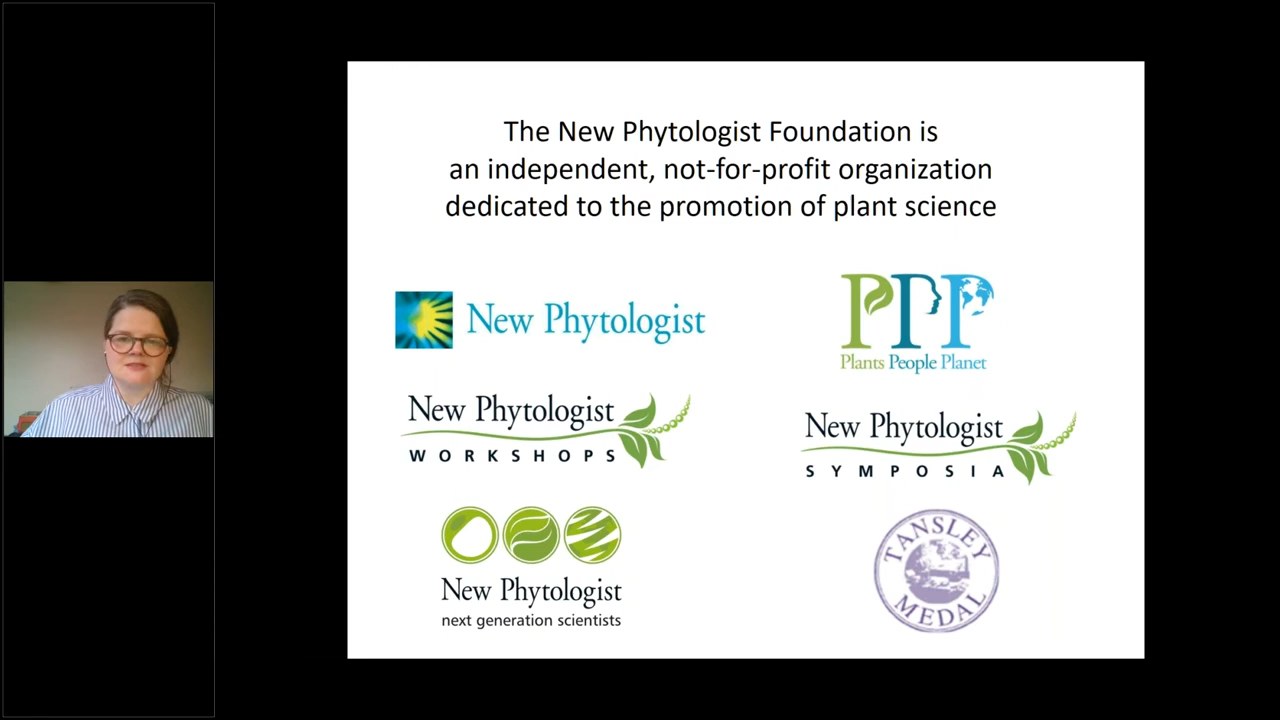 The New Phytologist Foundation is
an independent, not-for-profit organization
dedicated to the promotion of plant science
New Phytologist
PPP
Plants People Planet
New Phytologist
WORKSHOPS
New Phytologist
SYMPOSIA
New Phytologist
next generation scientists
TANSLEY
MEDAL